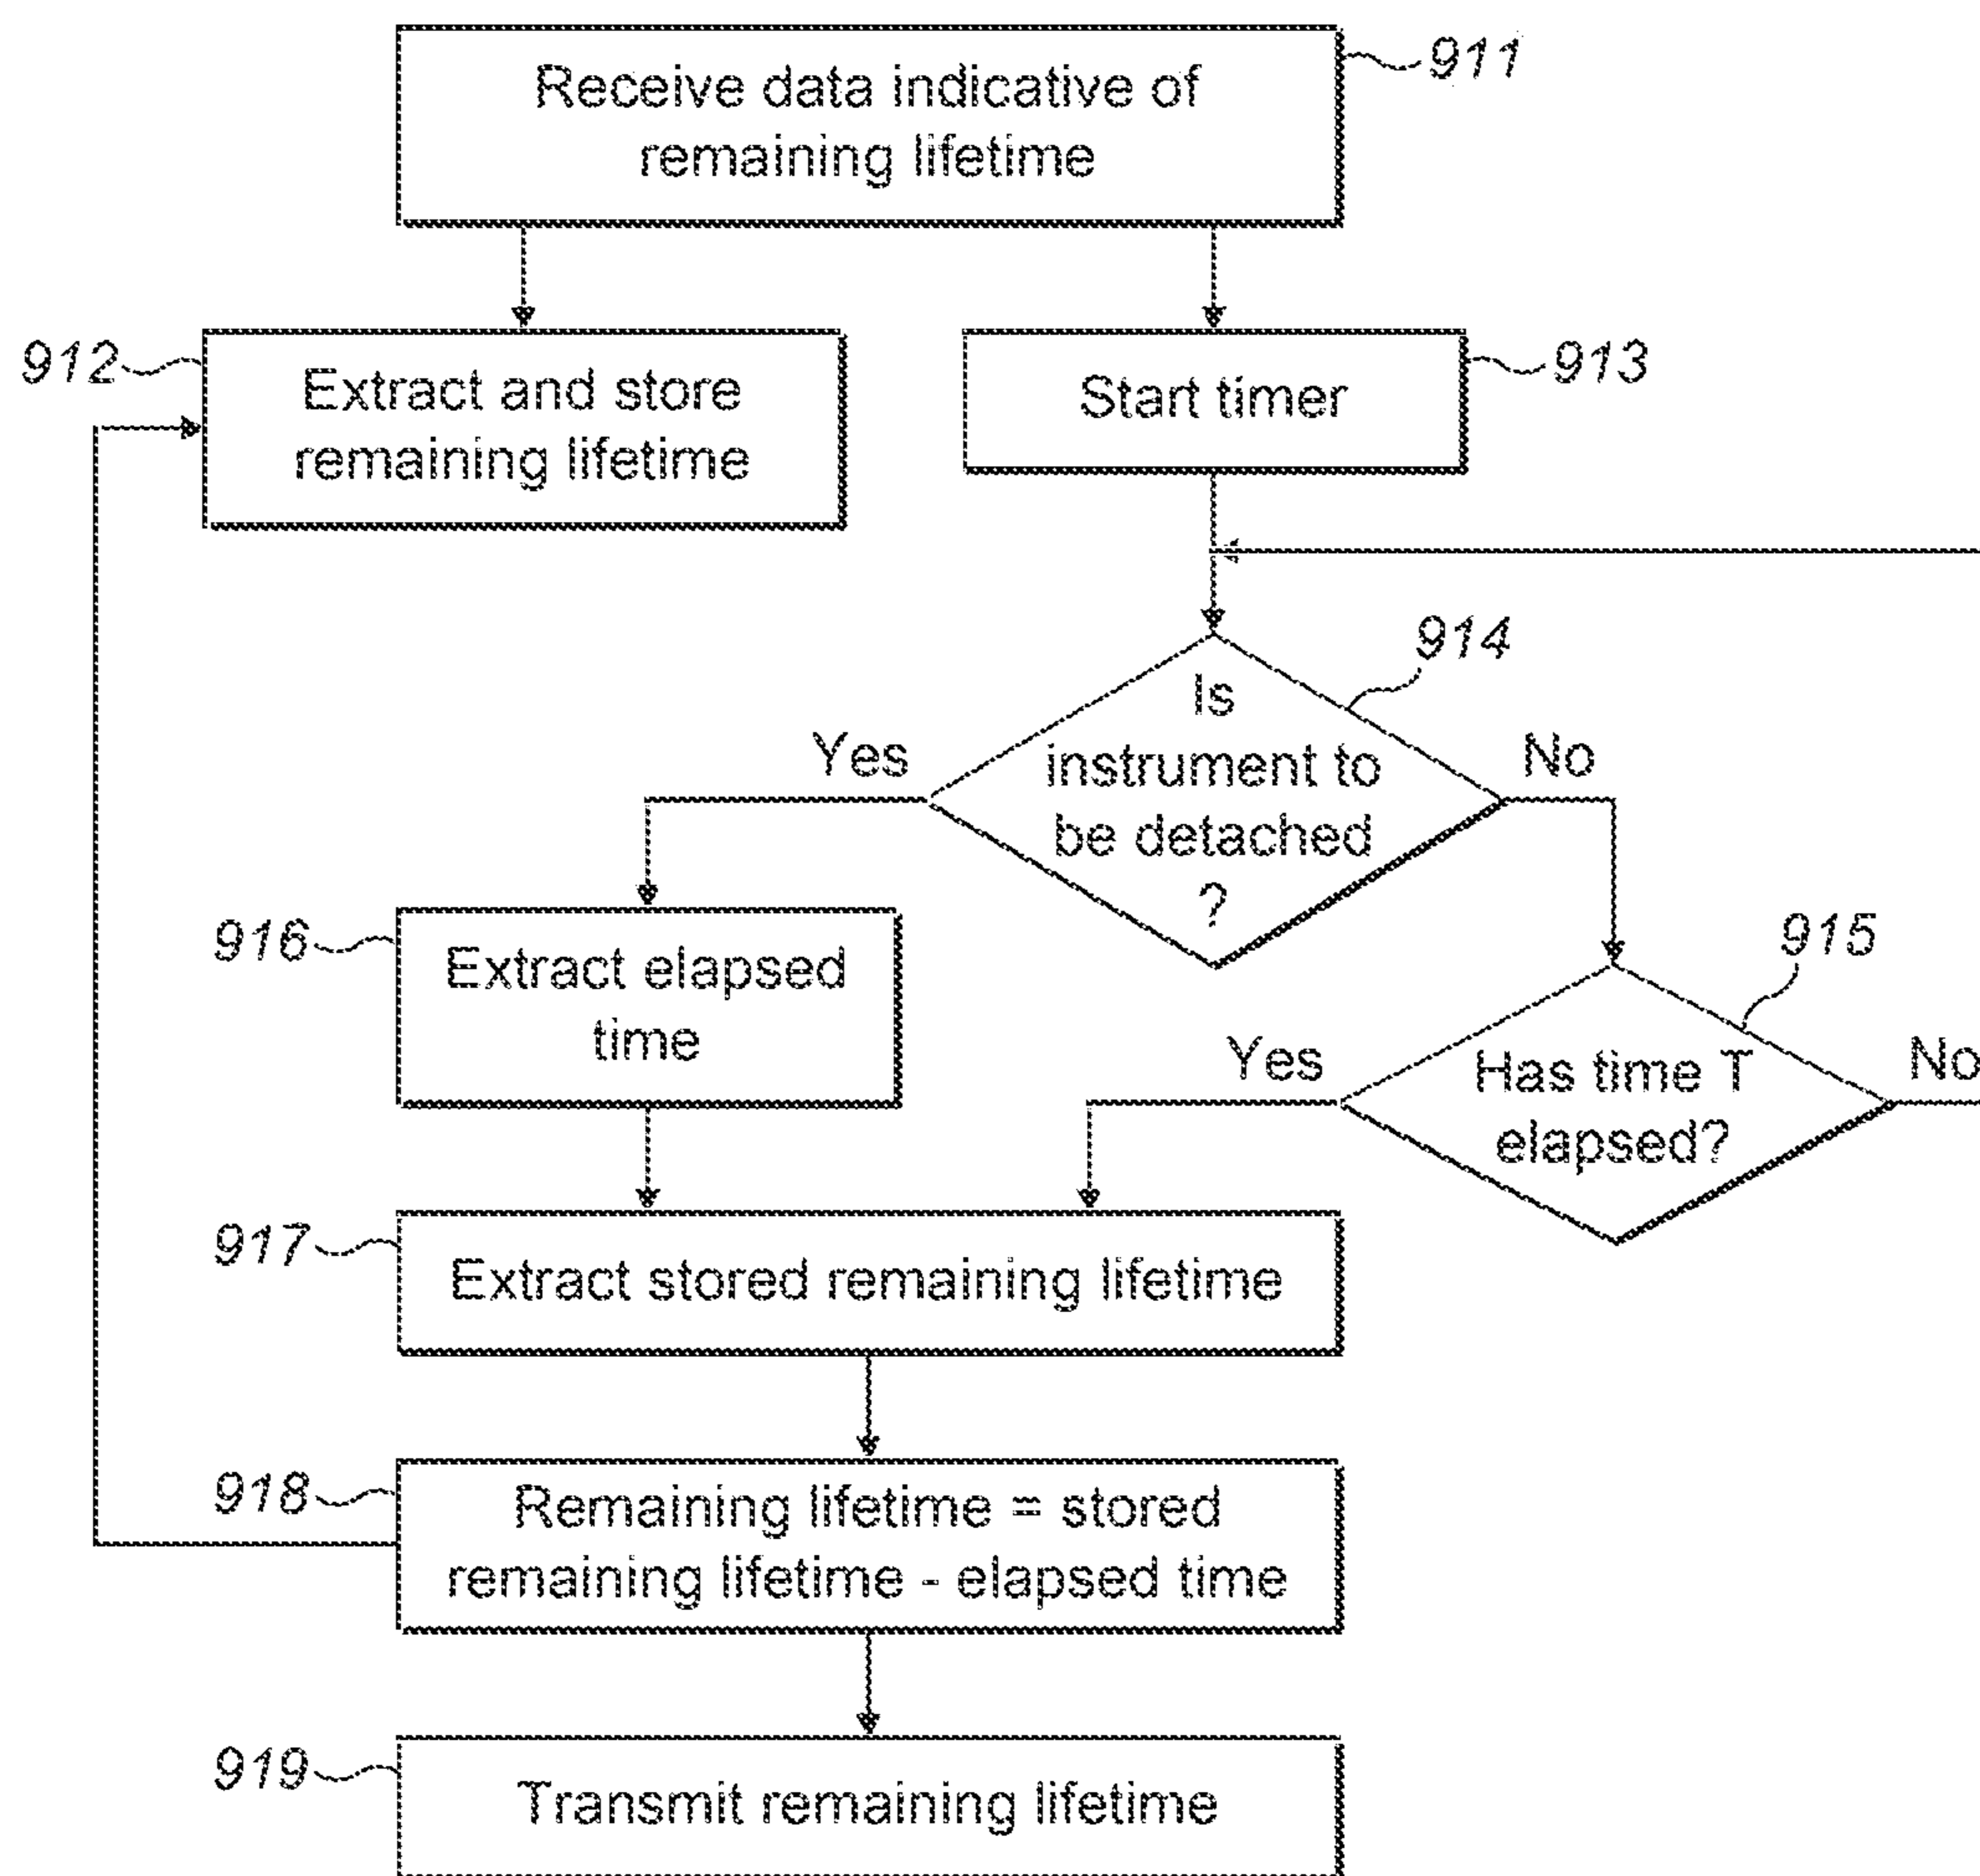 Receive data indicative of
remaining lifetime
911
912
Extract and store
remaining lifetime
Start timer
913
914
Is
instrument to
be detached
?
Yes
No
916
Extract elapsed
time
915
Has time T
elapsed?
Yes
No
917
Extract stored remaining lifetime
918
Remaining lifetime = stored
remaining lifetime - elapsed time
919
Transmit remaining lifetime